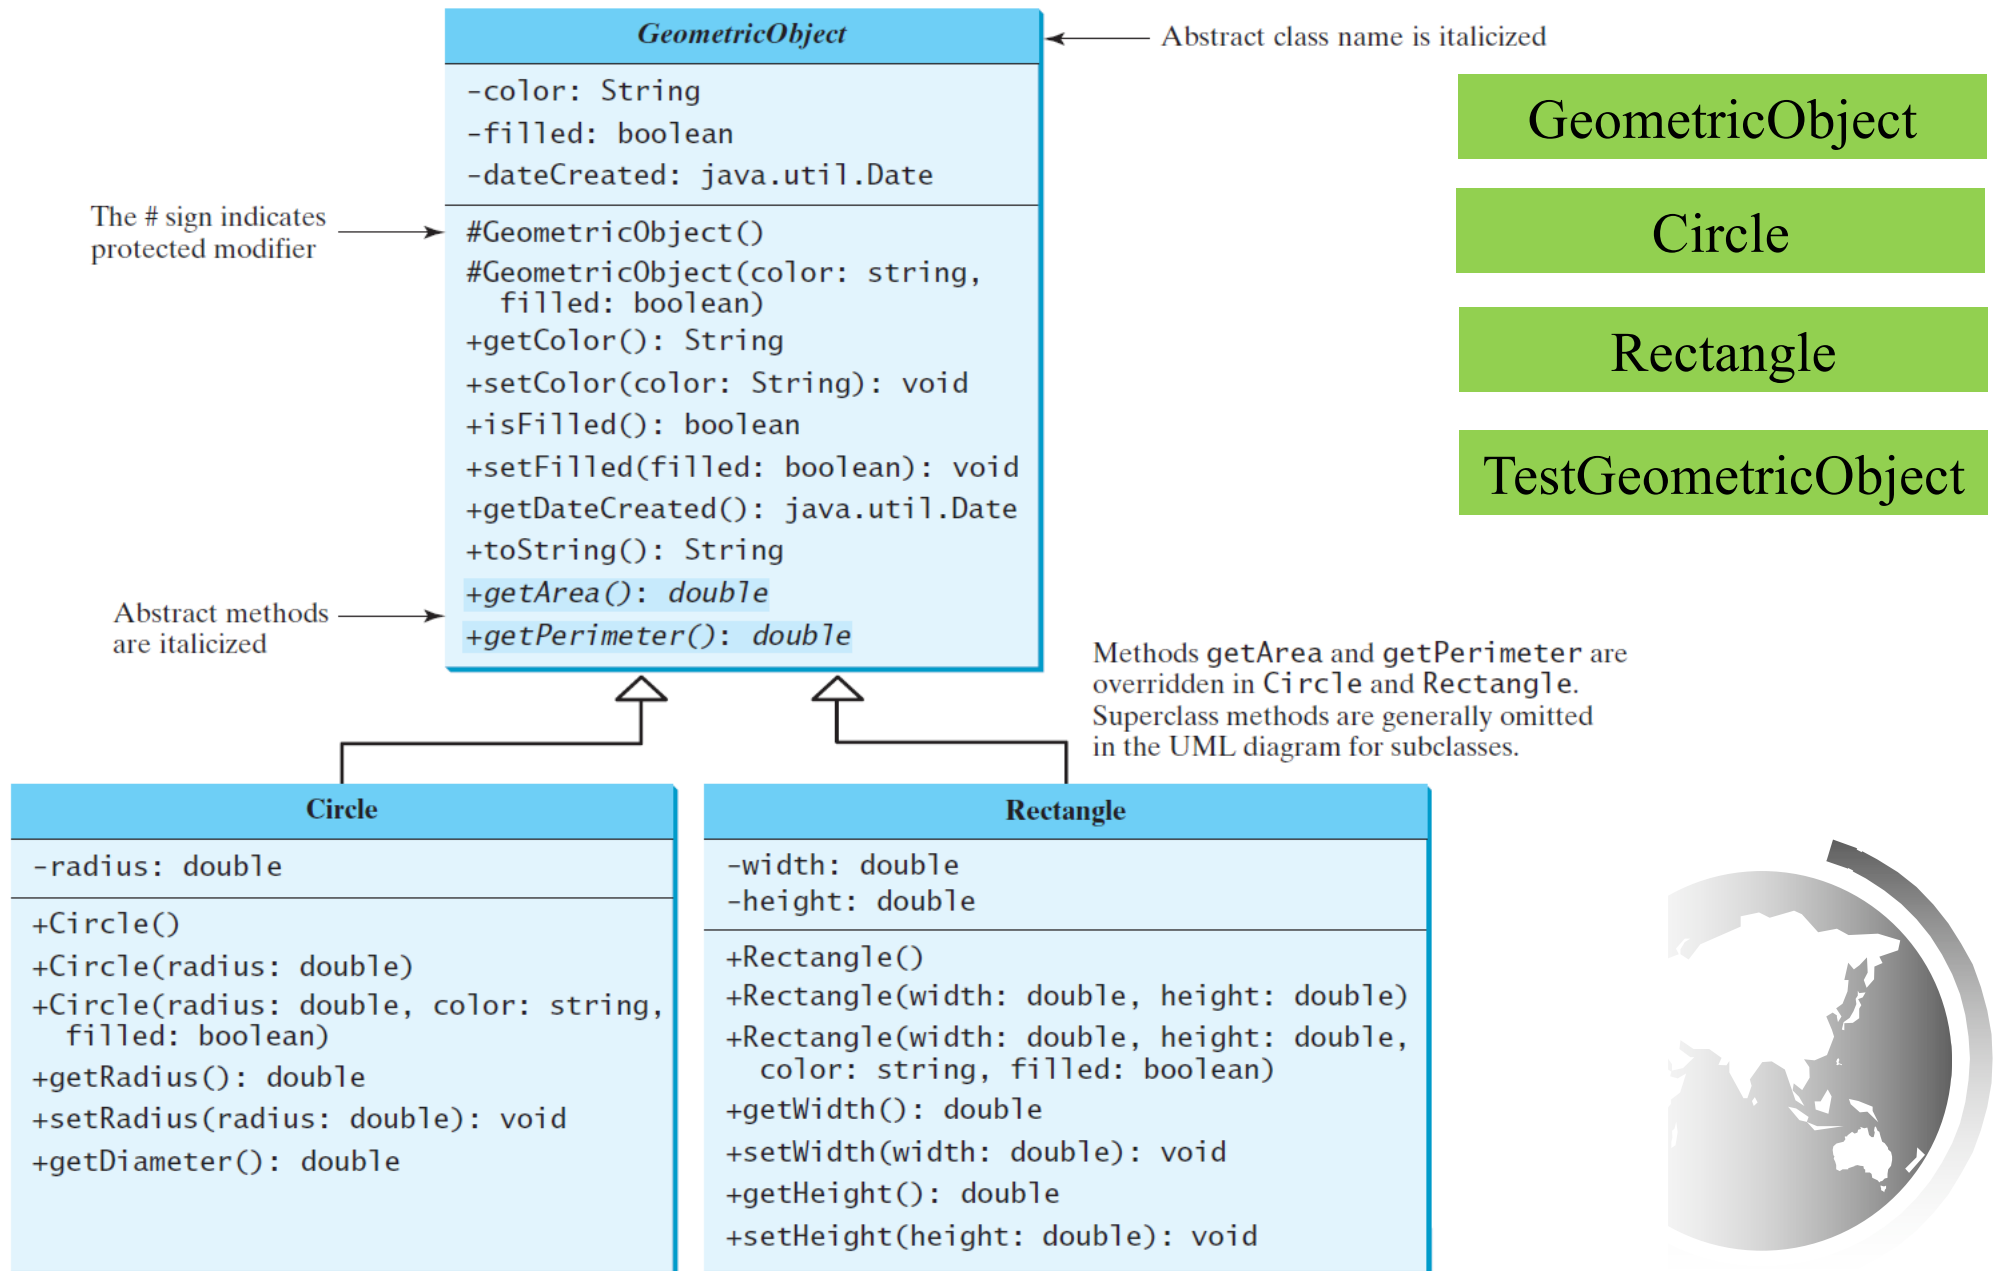 GeometricObject
-color: String
-filled: boolean
-dateCreated: java.util.Date
#GeometricObject()
#GeometricObject(color: string,
filled: boolean)
+getColor(): String
+setColor(color: String): void
+isFilled(): boolean
+setFilled(filled: boolean): void
+getDateCreated(): java.util.Date
+toString(): String
+getArea(): double
+getPerimeter(): double
Abstract class name is italicized
The # sign indicates
protected modifier
Abstract methods
are italicized
GeometricObject
Circle
Rectangle
TestGeometricObject
Methods getArea and getPerimeter are
overridden in Circle and Rectangle.
Superclass methods are generally omitted
in the UML diagram for subclasses.
Circle
-radius: double
+Circle()
+Circle(radius: double)
+Circle(radius: double, color: string,
filled: boolean)
+getRadius(): double
+setRadius(radius: double): void
+getDiameter(): double
Rectangle
-width: double
-height: double
+Rectangle()
+Rectangle(width: double, height: double)
+Rectangle(width: double, height: double,
color: string, filled: boolean)
+getWidth(): double
+setWidth(width: double): void
+getHeight(): double
+setHeight(height: double): void